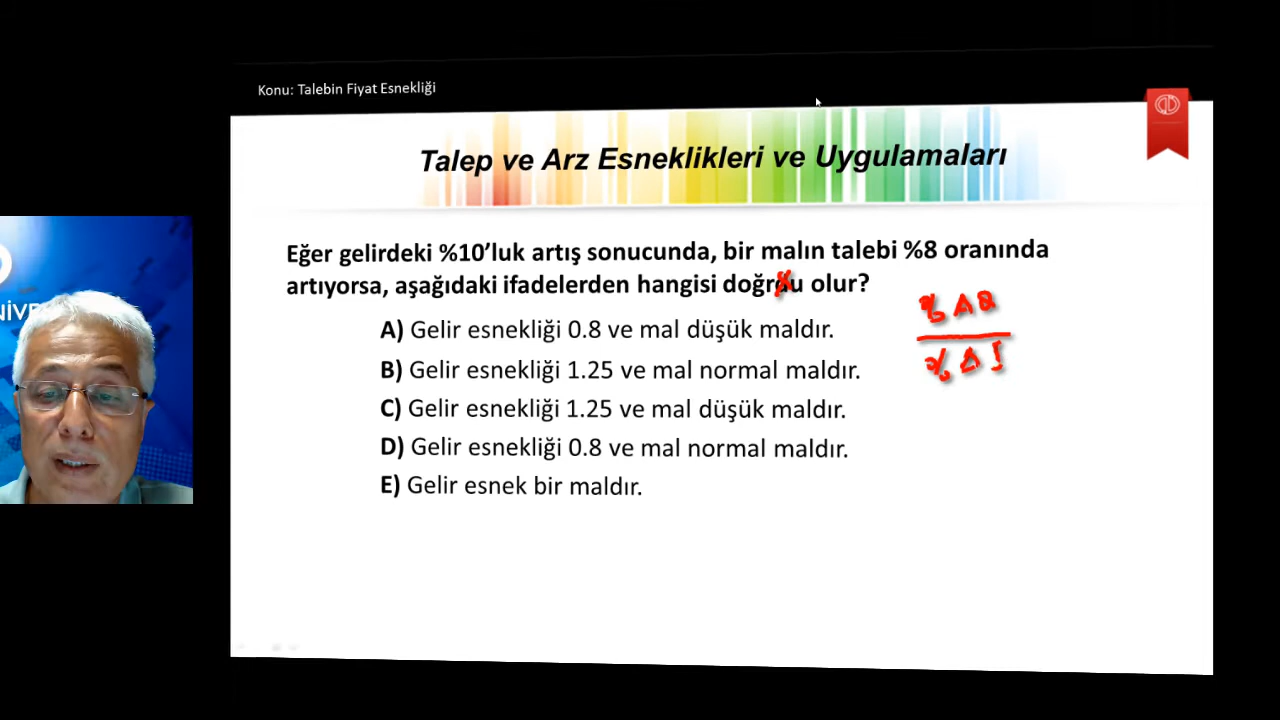 Konu: Talebin Fiyat Esnekliği
Talep ve Arz Esneklikleri ve Uygulamaları
Eğer gelirdeki %10’luk artış sonucunda, bir malın talebi %8 oranında
artıyorsa, aşağıdaki ifadelerden hangisi doğru olur?
% Δ Q
% Δ I
A) Gelir esnekliği 0.8 ve mal düşük maldır.
B) Gelir esnekliği 1.25 ve mal normal maldır.
C) Gelir esnekliği 1.25 ve mal düşük maldır.
D) Gelir esnekliği 0.8 ve mal normal maldır.
E) Gelir esnek bir maldır.